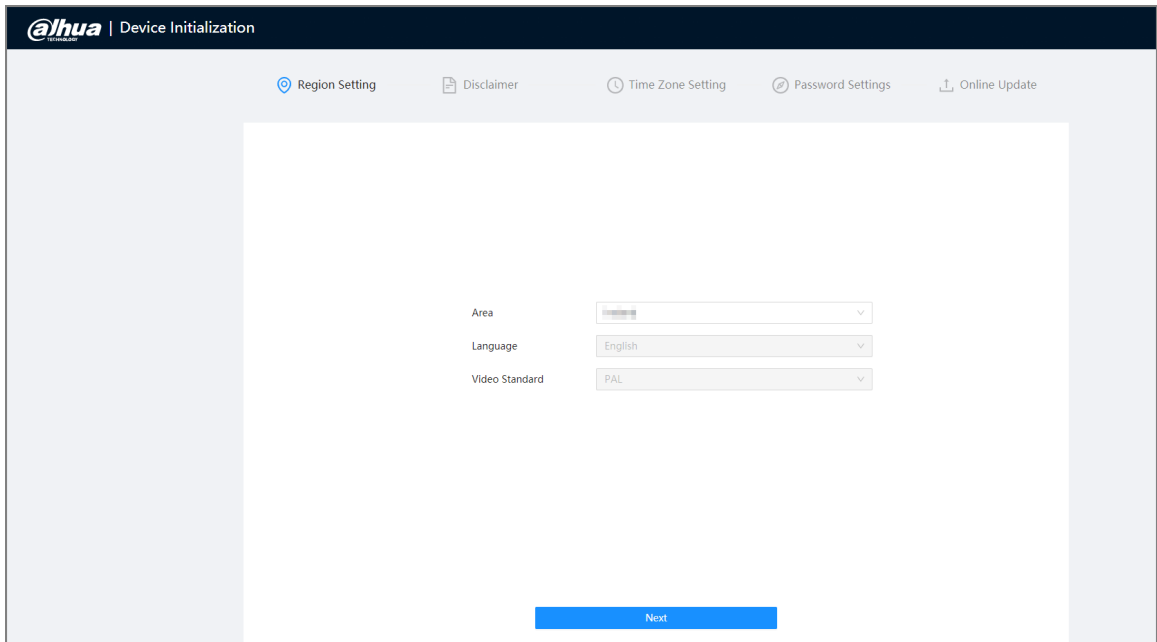 alhua TECHNOLOGY | Device Initialization
Region Setting Disclaimer Time Zone Setting Password Settings Online Update
Area
Language English
Video Standard PAL
Next